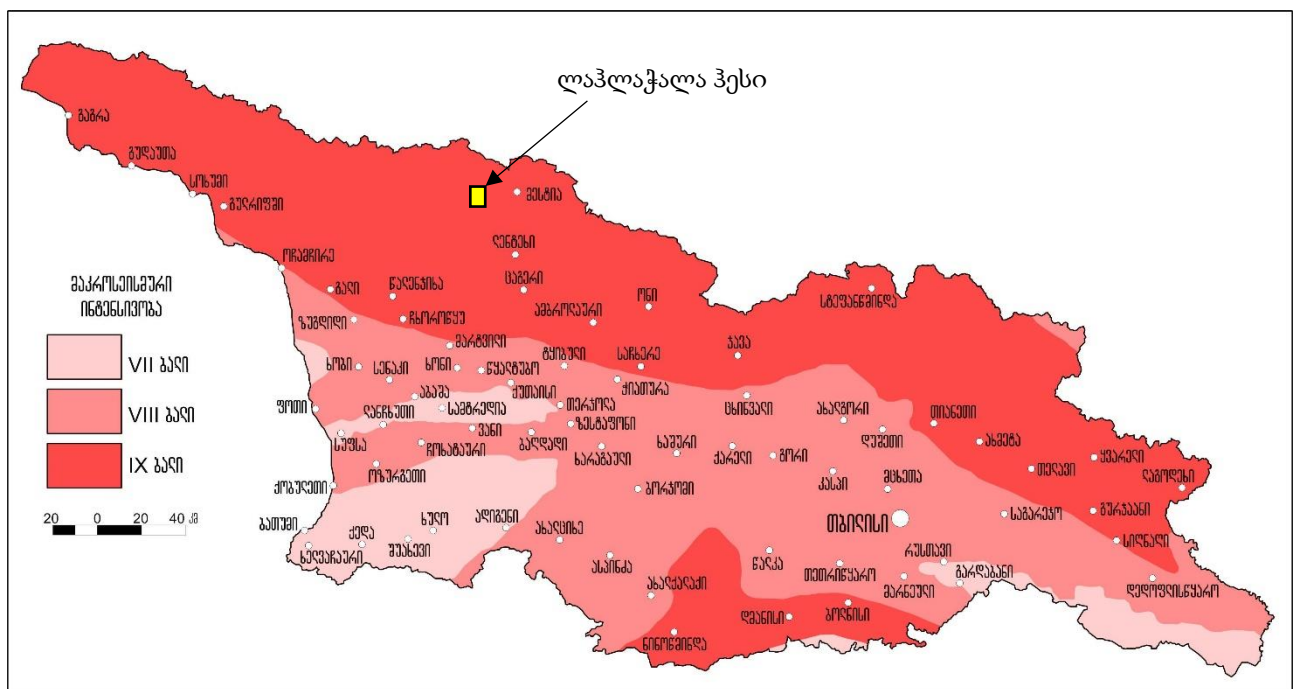 ლაჰლაჭალა ჰესი
გაგრა
გუდაუთა
სოხუმი
გულრიფში
მესტია
ლენტეხი
ოჩამჩირე
ცაგერი
გალი
წალენჯიხა
ონი
ამბროლაური
სტეფანწმინდა
ზუგდიდი
ჩხოროწყუ
მარტვილი
ტყიბული
საჩხერე
ჯავა
ხობი
სენაკი
ხონი
წყალტუბო
ქუთაისი
ჭიათურა
აბაშა
სამტრედია
თერჯოლა
ცხინვალი
ახალგორი
თიანეთი
ფოთი
ლანჩხუთი
ზესტაფონი
ხაშური
დუშეთი
ახმეტა
სუფსა
ჩოხატაური
ვანი
ბაღდადი
ხარაგაული
ქარელი
გორი
კასპი
მცხეთა
თელავი
ყვარელი
ლაგოდეხი
ოზურგეთი
ქობულეთი
ბორჯომი
გურჯაანი
საგარეჯო
თბილისი
სიღნაღი
ბათუმი
ქედა
ხულო
ადიგენი
ახალციხე
ხელვაჩაური
შუახევი
ასპინძა
წალკა
რუსთავი
თეთრიწყარო
მარნეული
გარდაბანი
დედოფლისწყარო
ახალქალაქი
დმანისი
ბოლნისი
ნინოწმინდა
მაკროსეისმური
ინტენსივობა
VII ბალი
VIII ბალი
IX ბალი
20 0 20 40 კმ